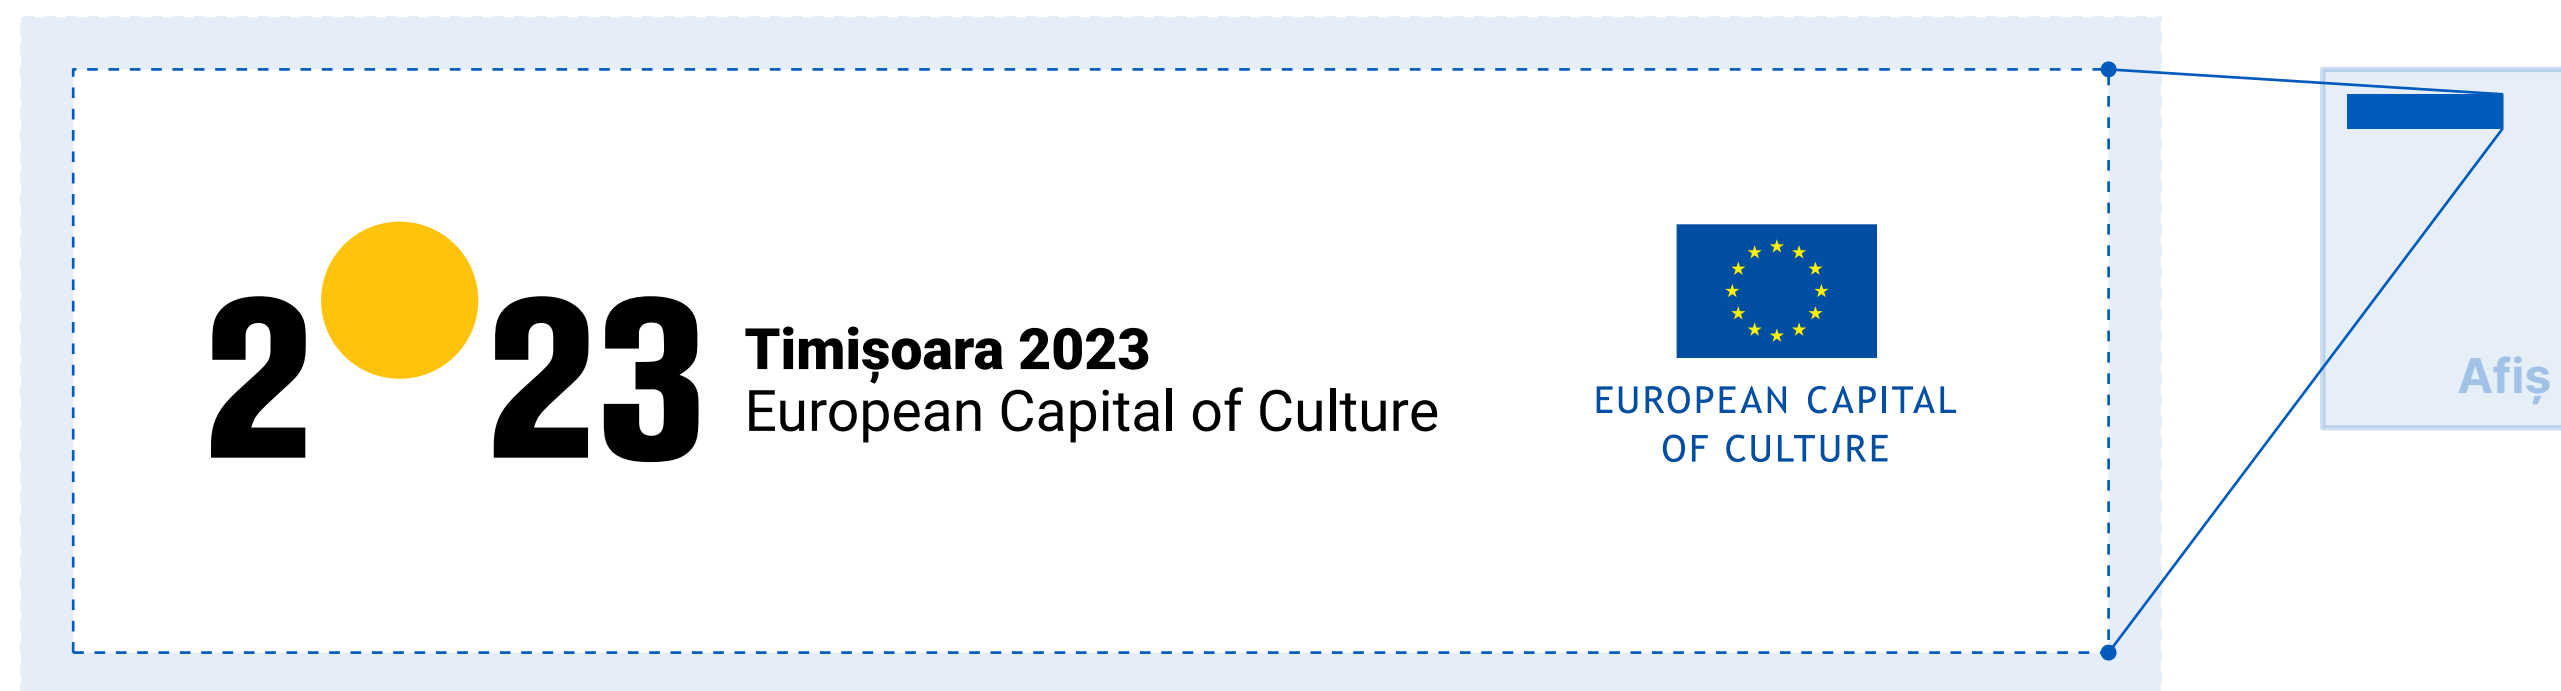 2023
Timișoara 2023
European Capital of Culture
EUROPEAN CAPITAL
OF CULTURE
Afiș